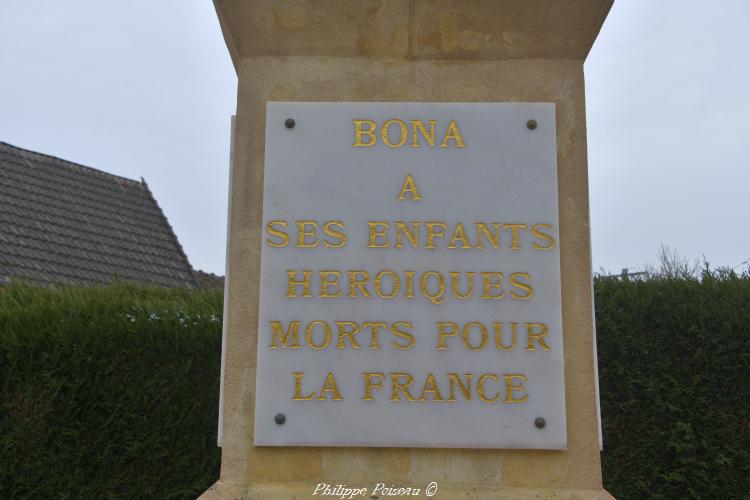 BONA
A
SES ENFANTS
HEROIQUES
MORTS POUR
LA FRANCE
Philippe Poiseau ©